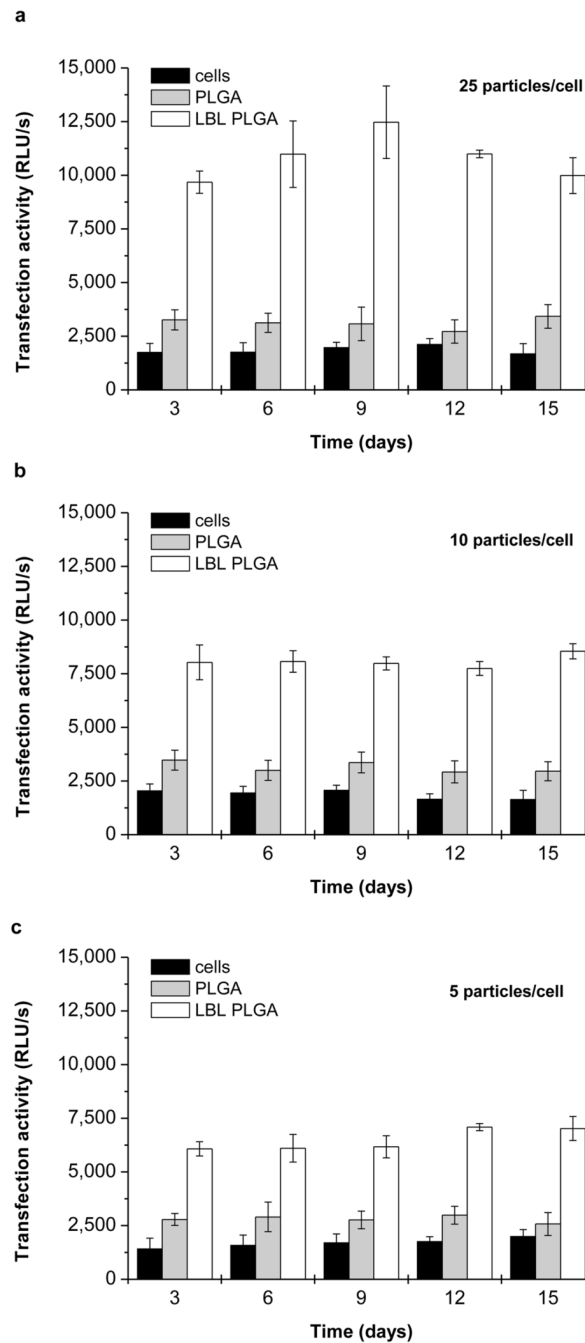 a
15,000
12,500
10,000
7,500
5,000
2,500
0
Transfection activity (RLU/s)
cells
PLGA
LBL PLGA
25 particles/cell
3 6 9 12 15
Time (days)
b
15,000
12,500
10,000
7,500
5,000
2,500
0
Transfection activity (RLU/s)
cells
PLGA
LBL PLGA
10 particles/cell
3 6 9 12 15
Time (days)
c
15,000
12,500
10,000
7,500
5,000
2,500
0
Transfection activity (RLU/s)
cells
PLGA
LBL PLGA
5 particles/cell
3 6 9 12 15
Time (days)